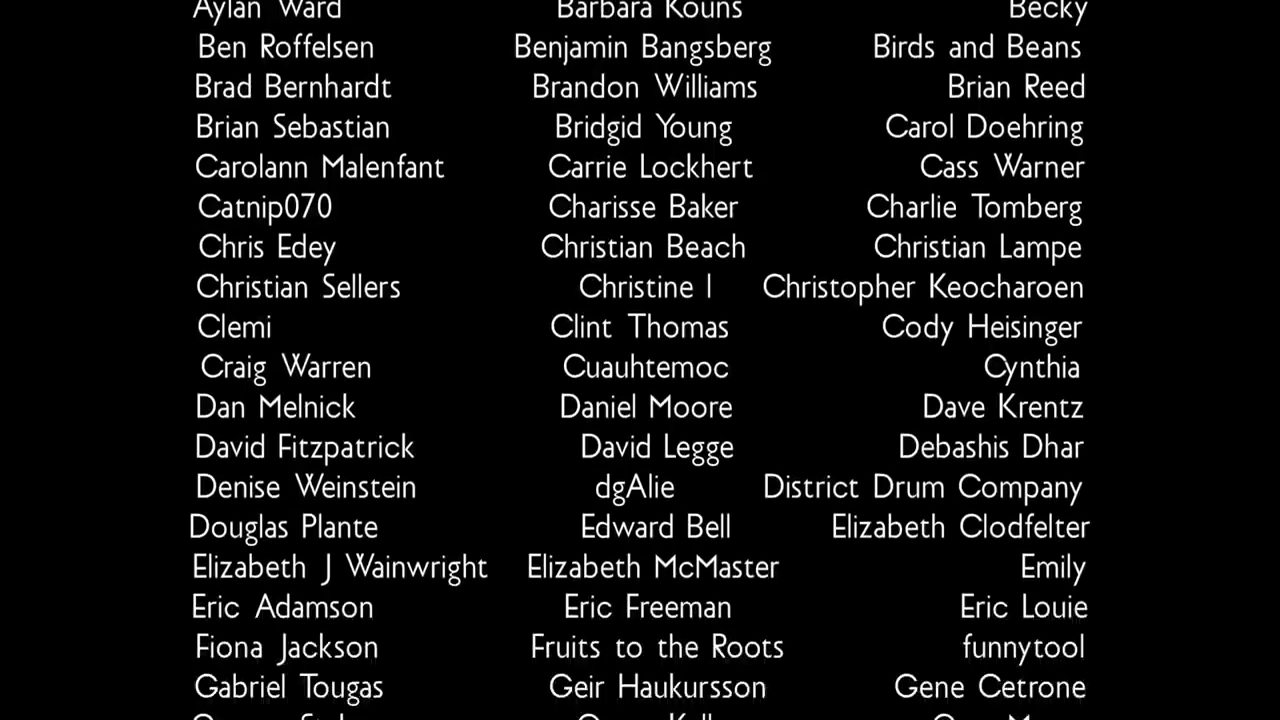 Aylan Ward Barbara Kouns Becky
Ben Roffelsen Benjamin Bangsberg Birds and Beans
Brad Bernhardt Brandon Williams Brian Reed
Brian Sebastian Bridgid Young Carol Doehring
Carolann Malenfant Carrie Lockhert Cass Warner
Catnip070 Charisse Baker Charlie Tomberg
Chris Edey Christian Beach Christian Lampe
Christian Sellers Christine l Christopher Keocharoen
Clemi Clint Thomas Cody Heisinger
Craig Warren Cuauhtemoc Cynthia
Dan Melnick Daniel Moore Dave Krentz
David Fitzpatrick David Legge Debashis Dhar
Denise Weinstein dgAlie District Drum Company
Douglas Plante Edward Bell Elizabeth Clodfelter
Elizabeth J Wainwright Elizabeth McMaster Emily
Eric Adamson Eric Freeman Eric Louie
Fiona Jackson Fruits to the Roots funnytool
Gabriel Tougas Geir Haukursson Gene Cetrone